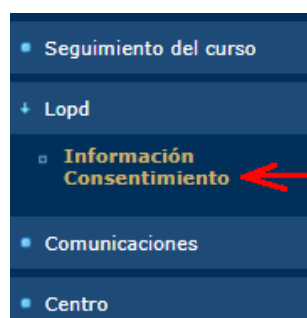 Seguimiento del curso
Lopd
Información
Consentimiento
Comunicaciones
Centro